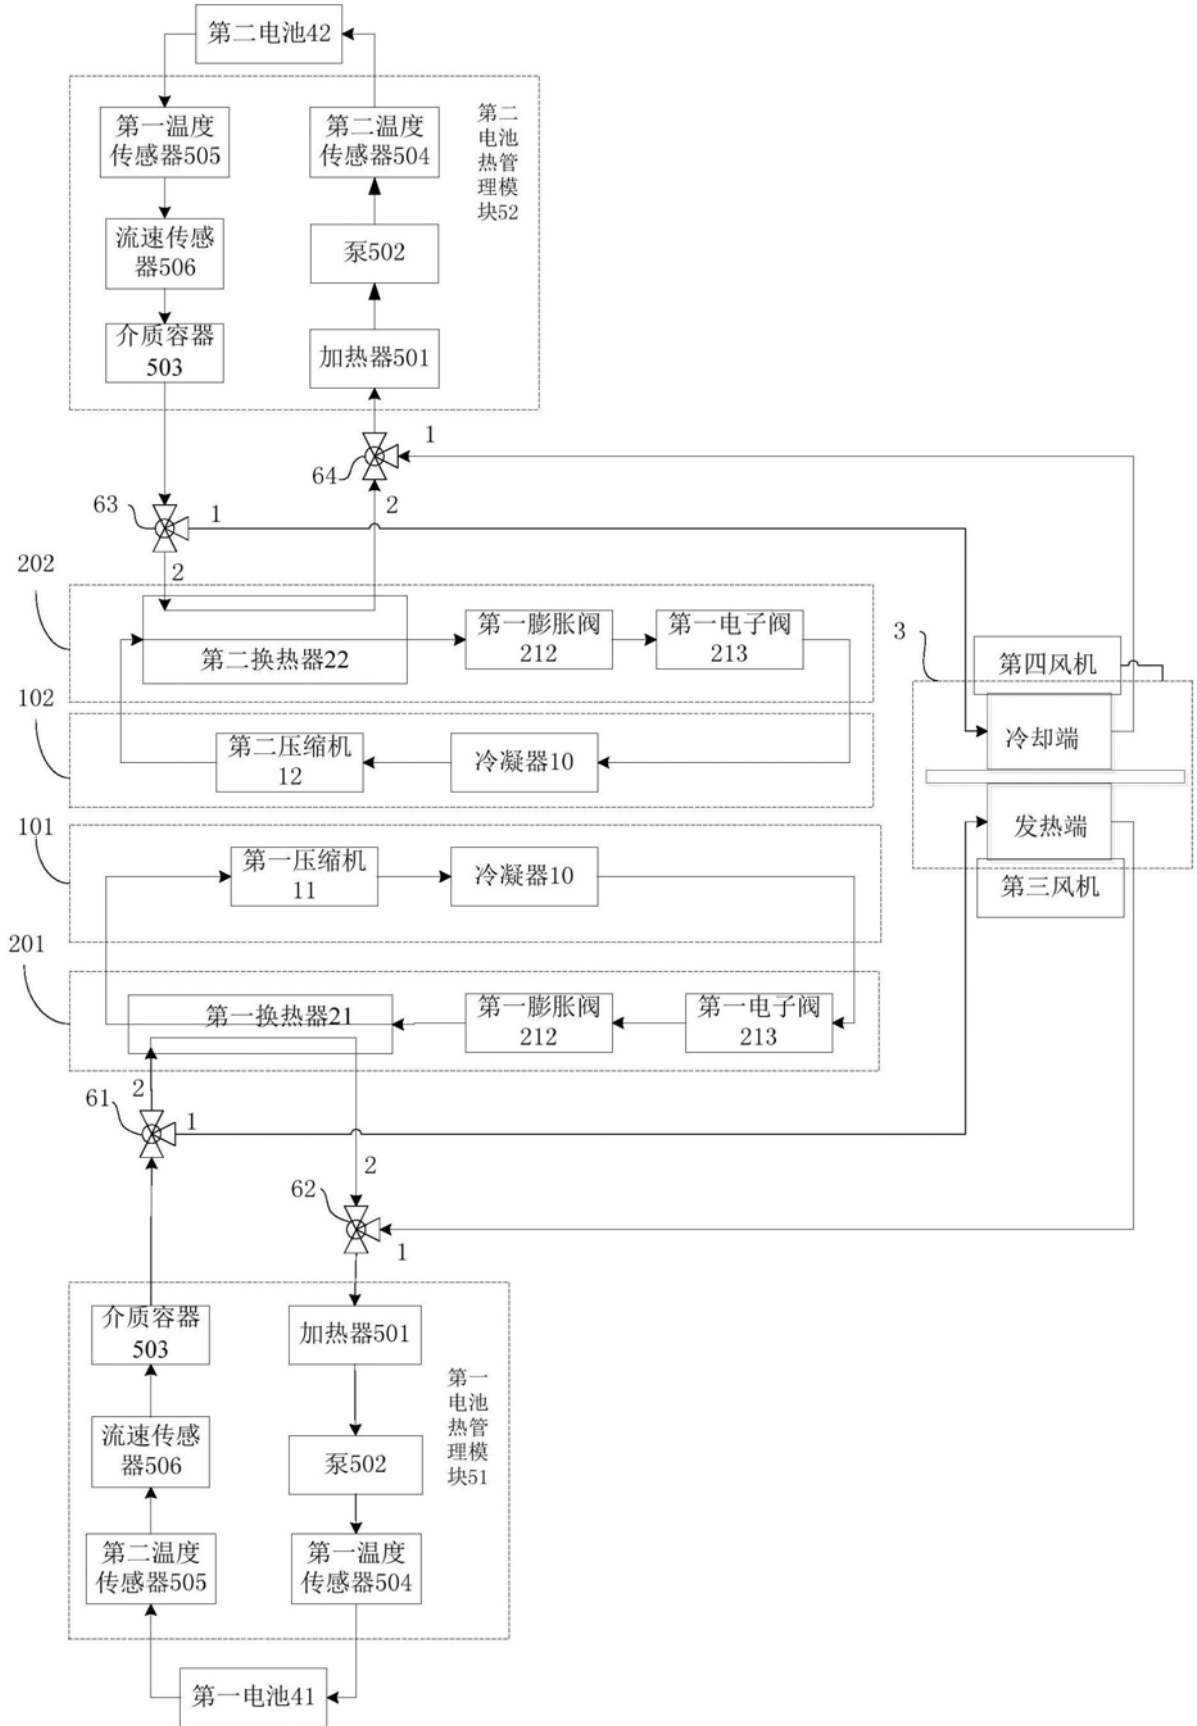 第二电池42
第一温度
传感器505
第二温度
传感器504
第二
电池
热管
理模
块52
流速传感
器506
泵502
介质容器
503
加热器501
1
64
2
63
1
2
202
第二换热器22
第一膨胀阀
212
第一电子阀
213
3
第四风机
102
第二压缩机
12
冷凝器10
冷却端
101
第一压缩机
11
冷凝器10
发热端
第三风机
201
第一换热器21
第一膨胀阀
212
第一电子阀
213
2
61
1
2
62
1
介质容器
503
加热器501
第一
电池
热管
理模
块51
流速传感
器506
泵502
第二温度
传感器505
第一温度
传感器504
第一电池41